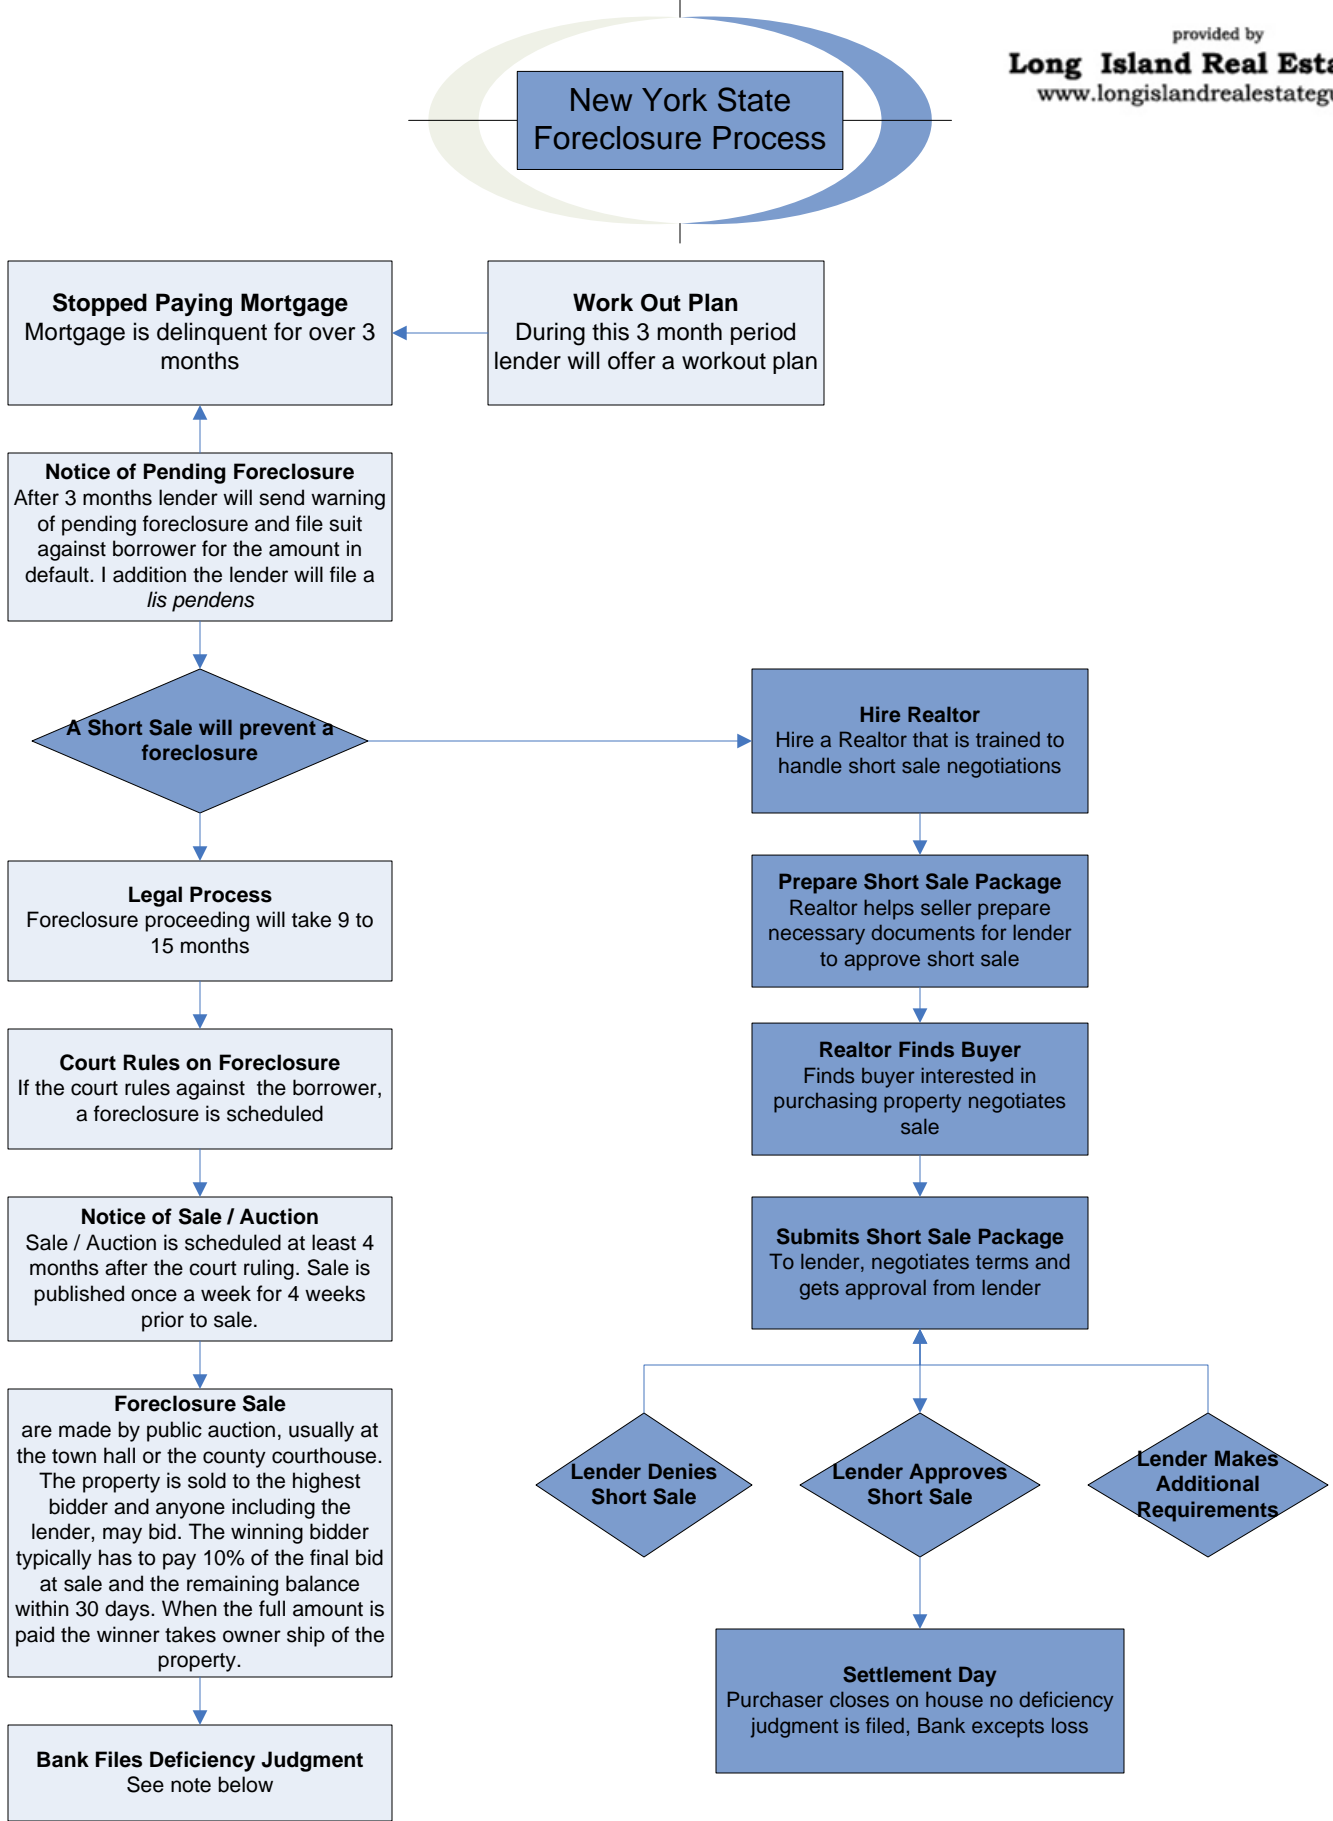 provided by
Long Island Real Esta
www.longislandrealestategu
New York State
Foreclosure Process
Stopped Paying Mortgage
Mortgage is delinquent for over 3
months
Work Out Plan
During this 3 month period
lender will offer a workout plan
Notice of Pending Foreclosure
After 3 months lender will send warning
of pending foreclosure and file suit
against borrower for the amount in
default. I addition the lender will file a
lis pendens
A Short Sale will prevent a
foreclosure
Hire Realtor
Hire a Realtor that is trained to
handle short sale negotiations
Legal Process
Foreclosure proceeding will take 9 to
15 months
Prepare Short Sale Package
Realtor helps seller prepare
necessary documents for lender
to approve short sale
Court Rules on Foreclosure
If the court rules against  the borrower,
a foreclosure is scheduled
Realtor Finds Buyer
Finds buyer interested in
purchasing property negotiates
sale
Notice of Sale / Auction
Sale / Auction is scheduled at least 4
months after the court ruling. Sale is
published once a week for 4 weeks
prior to sale.
Submits Short Sale Package
To lender, negotiates terms and
gets approval from lender
Foreclosure Sale
are made by public auction, usually at
the town hall or the county courthouse.
The property is sold to the highest
bidder and anyone including the
lender, may bid. The winning bidder
typically has to pay 10% of the final bid
at sale and the remaining balance
within 30 days. When the full amount is
paid the winner takes owner ship of the
property.
Lender Denies
Short Sale
Lender Approves
Short Sale
Lender Makes
Additional
Requirements
Settlement Day
Purchaser closes on house no deficiency
judgment is filed, Bank excepts loss
Bank Files Deficiency Judgment
See note below